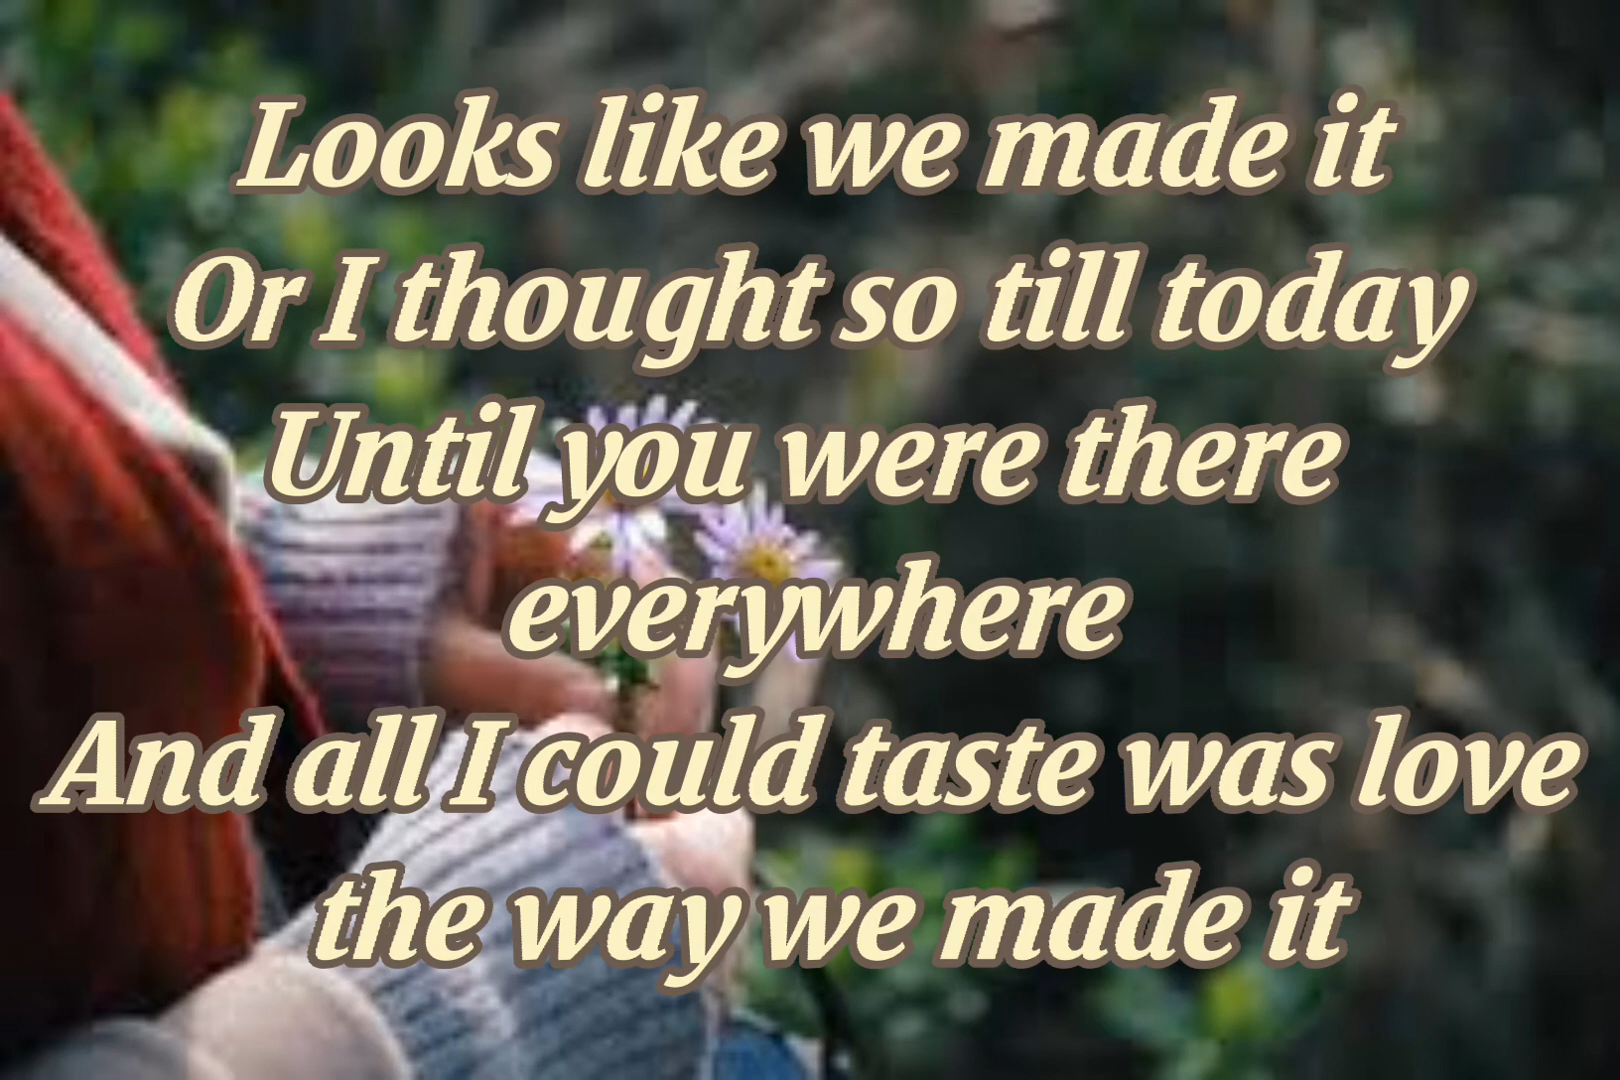 Looks like we made it
Or I thought so till today
Until you were there
everywhere
And all I could taste was love
the way we made it